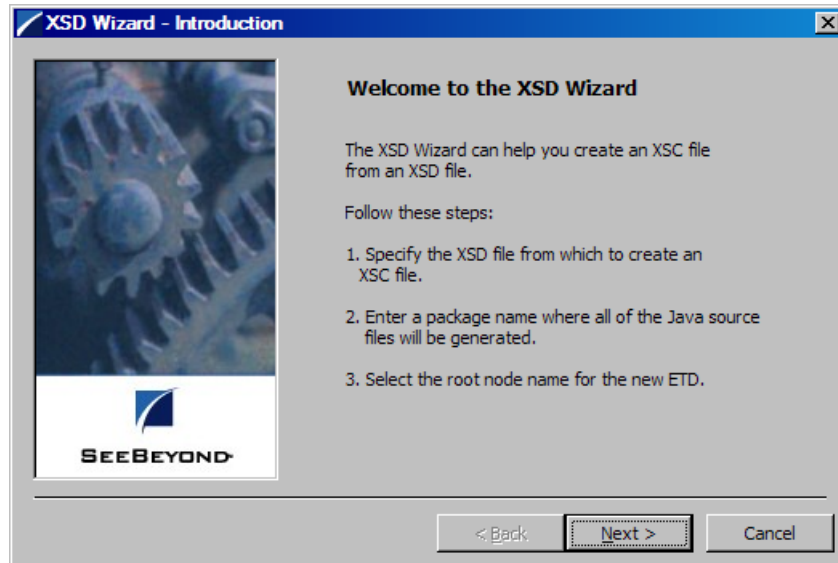 XSD Wizard - Introduction
Welcome to the XSD Wizard
The XSD Wizard can help you create an XSC file
from an XSD file.
Follow these steps:
1. Specify the XSD file from which to create an
XSC file.
2. Enter a package name where all of the Java source
files will be generated.
3. Select the root node name for the new ETD.
SEEBEYOND
< Back
Next >
Cancel